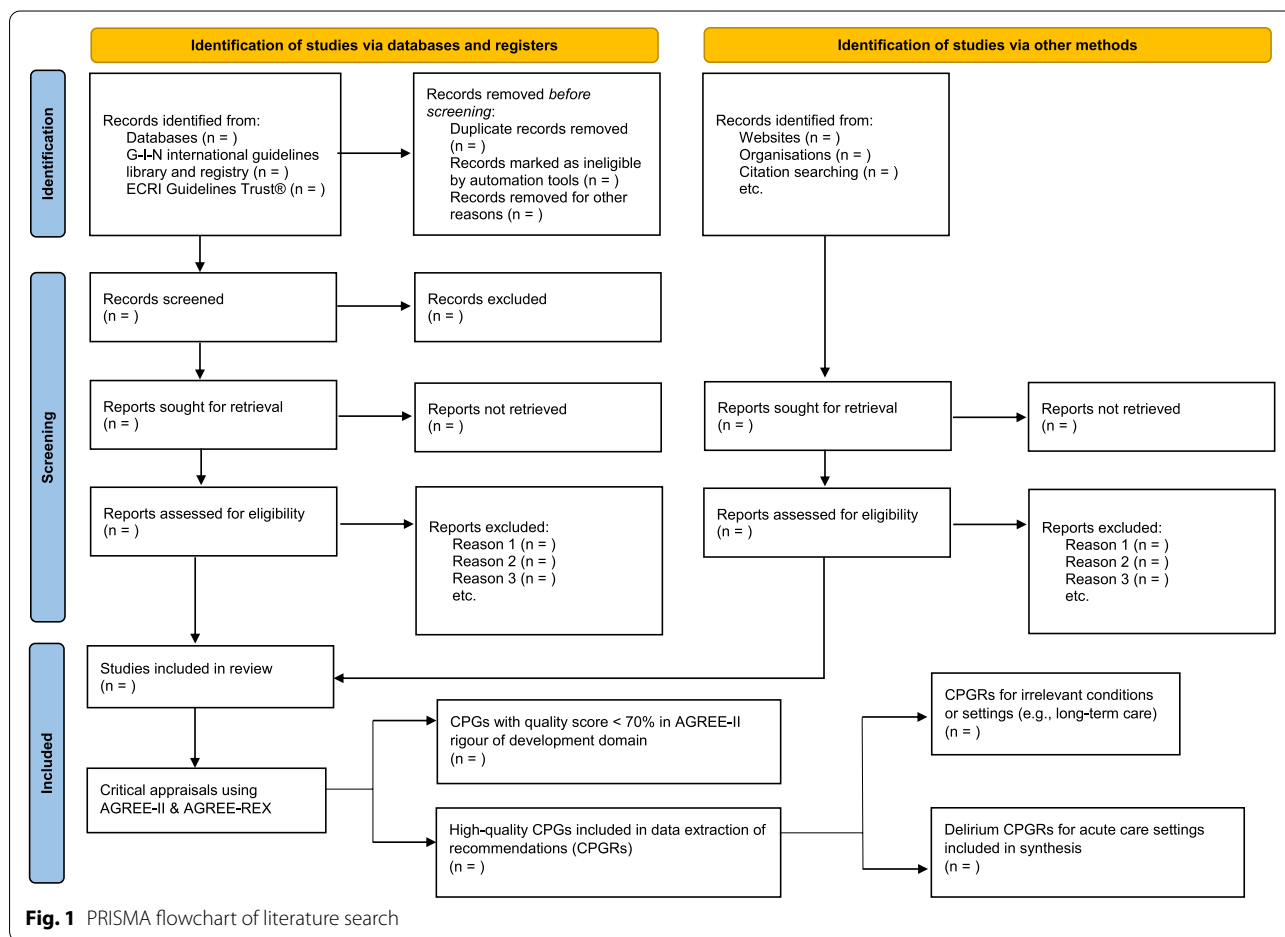 Identification of studies via databases and registers
Identification of studies via other methods
Identification
Records identified from:
Databases (n = )
G-I-N international guidelines
library and registry (n = )
ECRI Guidelines Trust® (n = )
Records removed before
screening:
Duplicate records removed
(n = )
Records marked as ineligible
by automation tools (n = )
Records removed for other
reasons (n = )
Records identified from:
Websites (n = )
Organisations (n = )
Citation searching (n = )
etc.
Screening
Records screened
(n = )
Records excluded
(n = )
Reports sought for retrieval
(n = )
Reports not retrieved
(n = )
Reports sought for retrieval
(n = )
Reports not retrieved
(n = )
Reports assessed for eligibility
(n = )
Reports excluded:
Reason 1 (n = )
Reason 2 (n = )
Reason 3 (n = )
etc.
Reports assessed for eligibility
(n = )
Reports excluded:
Reason 1 (n = )
Reason 2 (n = )
Reason 3 (n = )
etc.
Included
Studies included in review
(n = )
Critical appraisals using
AGREE-II & AGREE-REX
CPGs with quality score < 70% in AGREE-II
rigour of development domain
(n = )
High-quality CPGs included in data extraction of
recommendations (CPGRs)
(n = )
CPGRs for irrelevant conditions
or settings (e.g., long-term care)
(n = )
Delirium CPGRs for acute care settings
included in synthesis
(n = )
Fig. 1 PRISMA flowchart of literature search